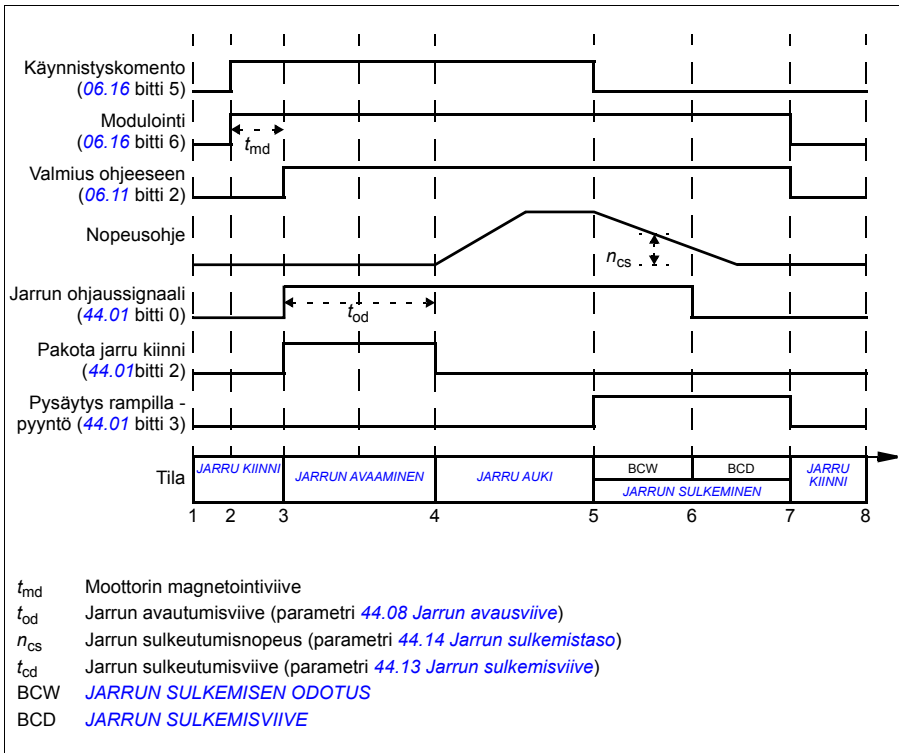 Käynnistyskomento
(06.16 bitti 5)
Modulointi
(06.16 bitti 6)
tmd
Valmius ohjeeseen
(06.11 bitti 2)
Nopeusohje
ncs
Jarrun ohjaussignaali
(44.01 bitti 0)
tod
Pakota jarru kiinni
(44.01bitti 2)
Pysäytys rampilla -
pyyntö (44.01 bitti 3)
Tila
JARRU KIINNI
JARRUN AVAAMINEN
JARRU AUKI
BCW
BCD
JARRUN SULKEMINEN
JARRU
KIINNI
1 2 3 4 5 6 7 8
tmd Moottorin magnetointiviive
tod Jarrun avautumisviive (parametri 44.08 Jarrun avausviive)
ncs Jarrun sulkeutumisnopeus (parametri 44.14 Jarrun sulkemistaso)
tcd Jarrun sulkeutumisviive (parametri 44.13 Jarrun sulkemisviive)
BCW JARRUN SULKEMISEN ODOTUS
BCD JARRUN SULKEMISVIIVE